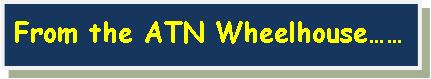 From the ATN Wheelhouse……